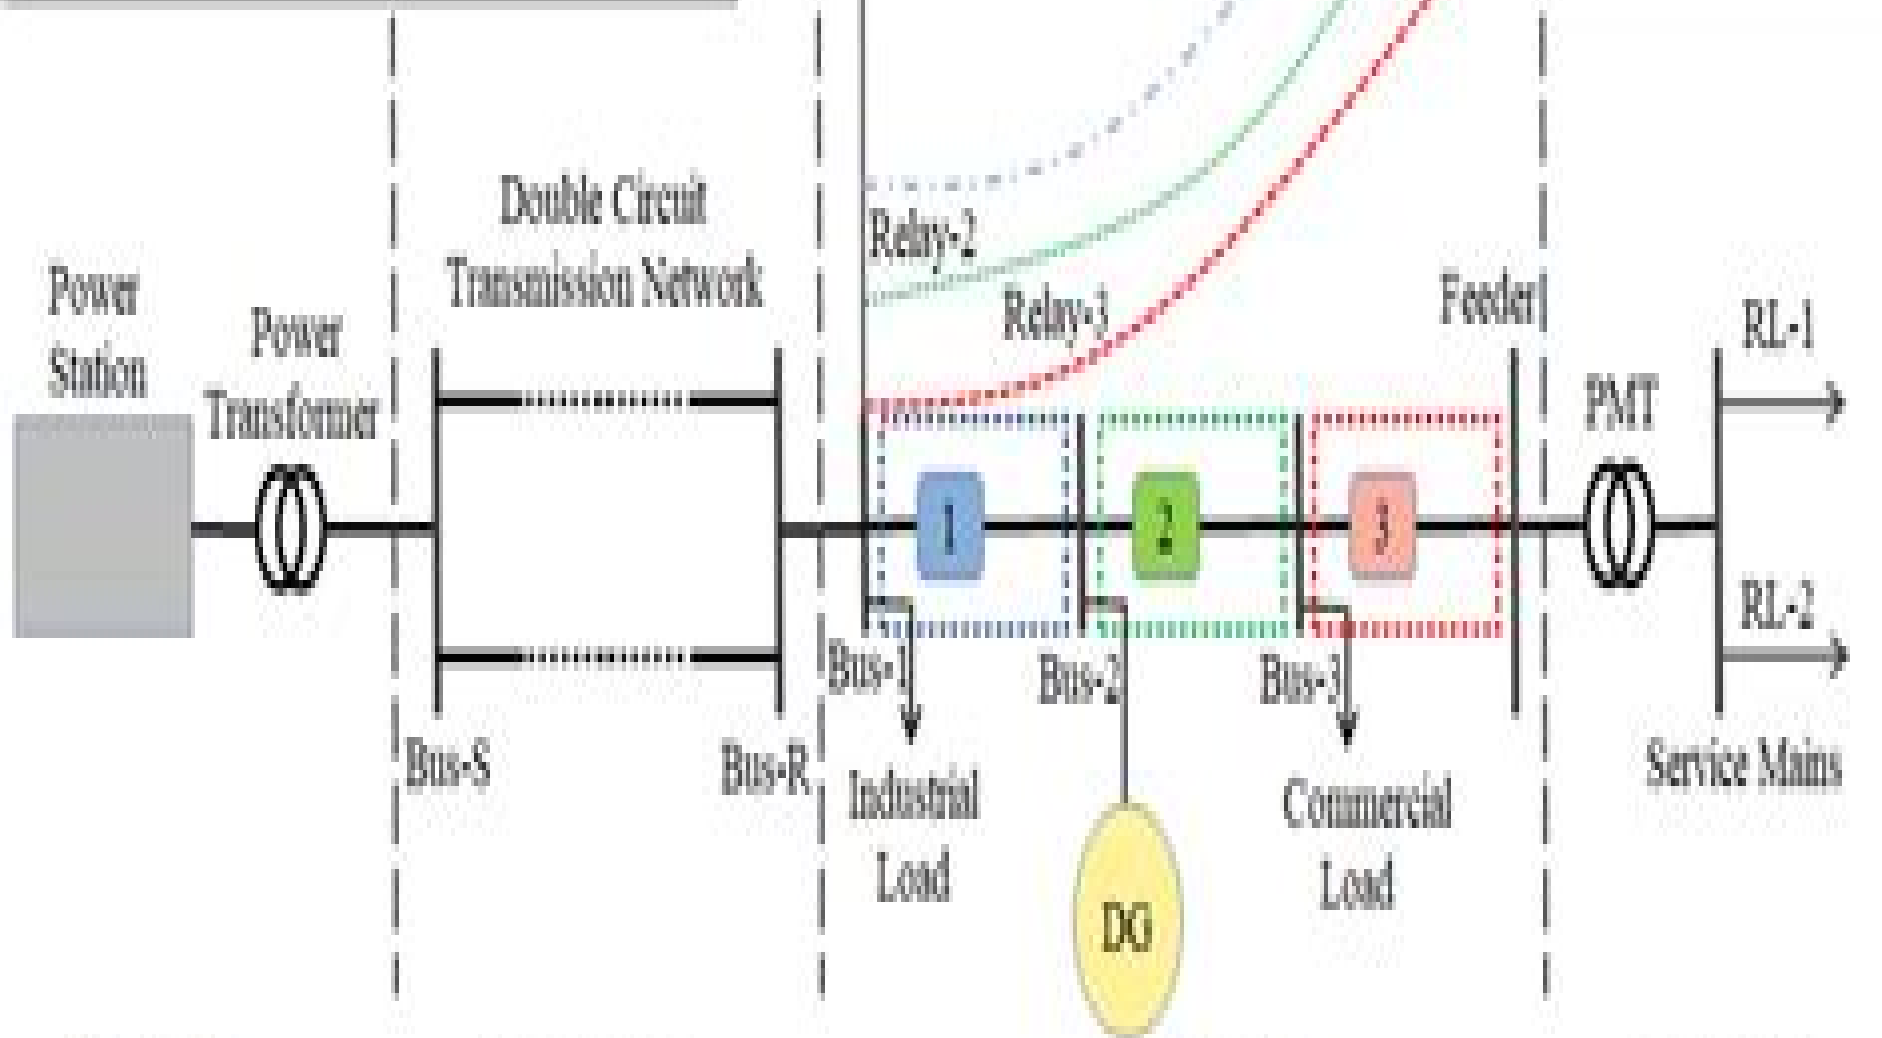 Double Circuit
Transmission Network
Relay-2
Relay-3
Power
Station
Power
Transformer
Feeder
PMT
RL-1
1
2
3
RL-2
Bus-1
Bus-2
Bus-3
Bus-S
Bus-R
Industrial
Load
Commercial
Load
Service Mains
DG